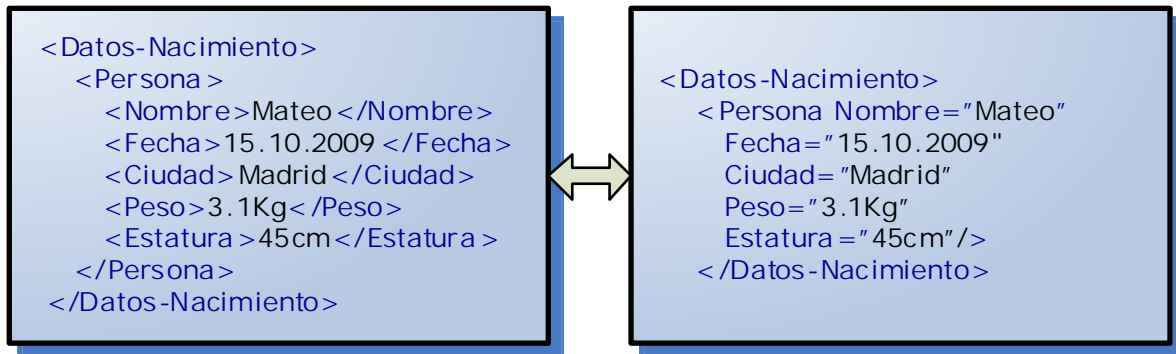 <Datos-Nacimiento>
<Persona>
<Nombre>Mateo</Nombre>
<Fecha>15.10.2009</Fecha>
<Ciudad>Madrid</Ciudad>
<Peso>3.1Kg</Peso>
<Estatura>45cm</Estatura>
</Persona>
</Datos-Nacimiento>
<Datos-Nacimiento>
<Persona Nombre="Mateo"
Fecha="15.10.2009"
Ciudad="Madrid"
Peso="3.1Kg"
Estatura="45cm"/>
</Datos-Nacimiento>